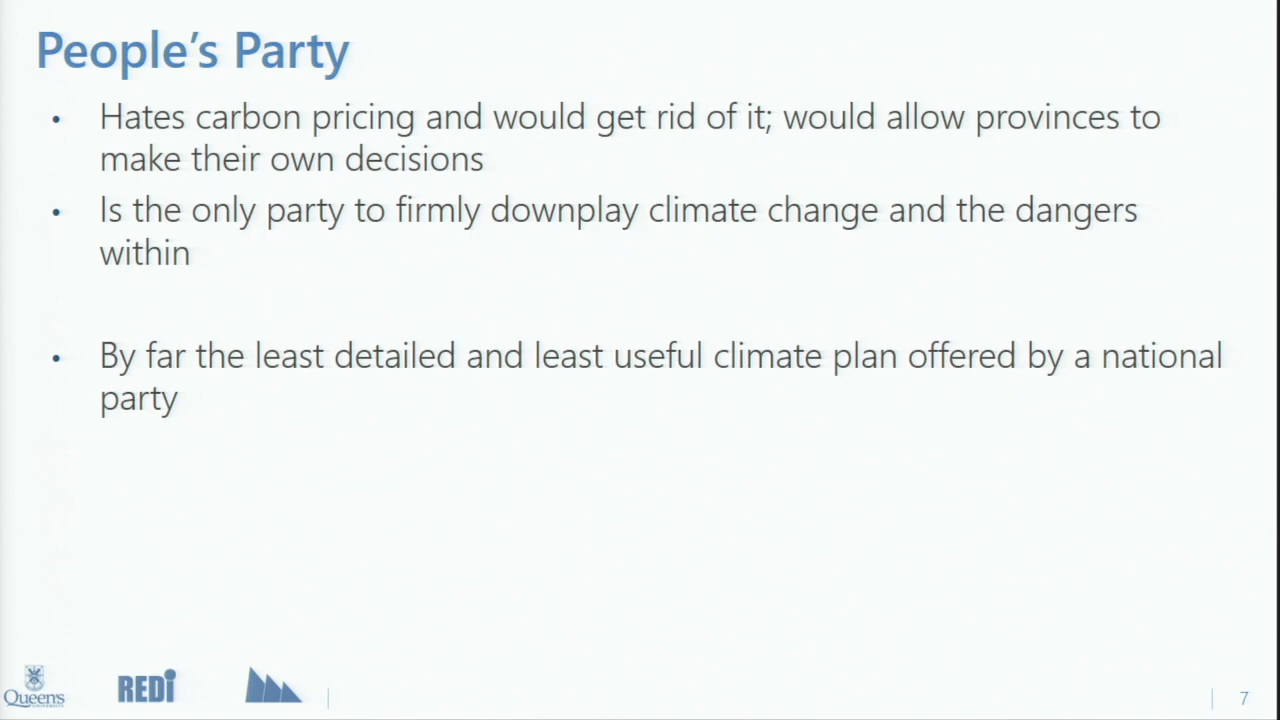 People's Party
• Hates carbon pricing and would get rid of it; would allow provinces to
make their own decisions
• Is the only party to firmly downplay climate change and the dangers
within
• By far the least detailed and least useful climate plan offered by a national
party
Queen's
UNIVERSITY
REDi
7